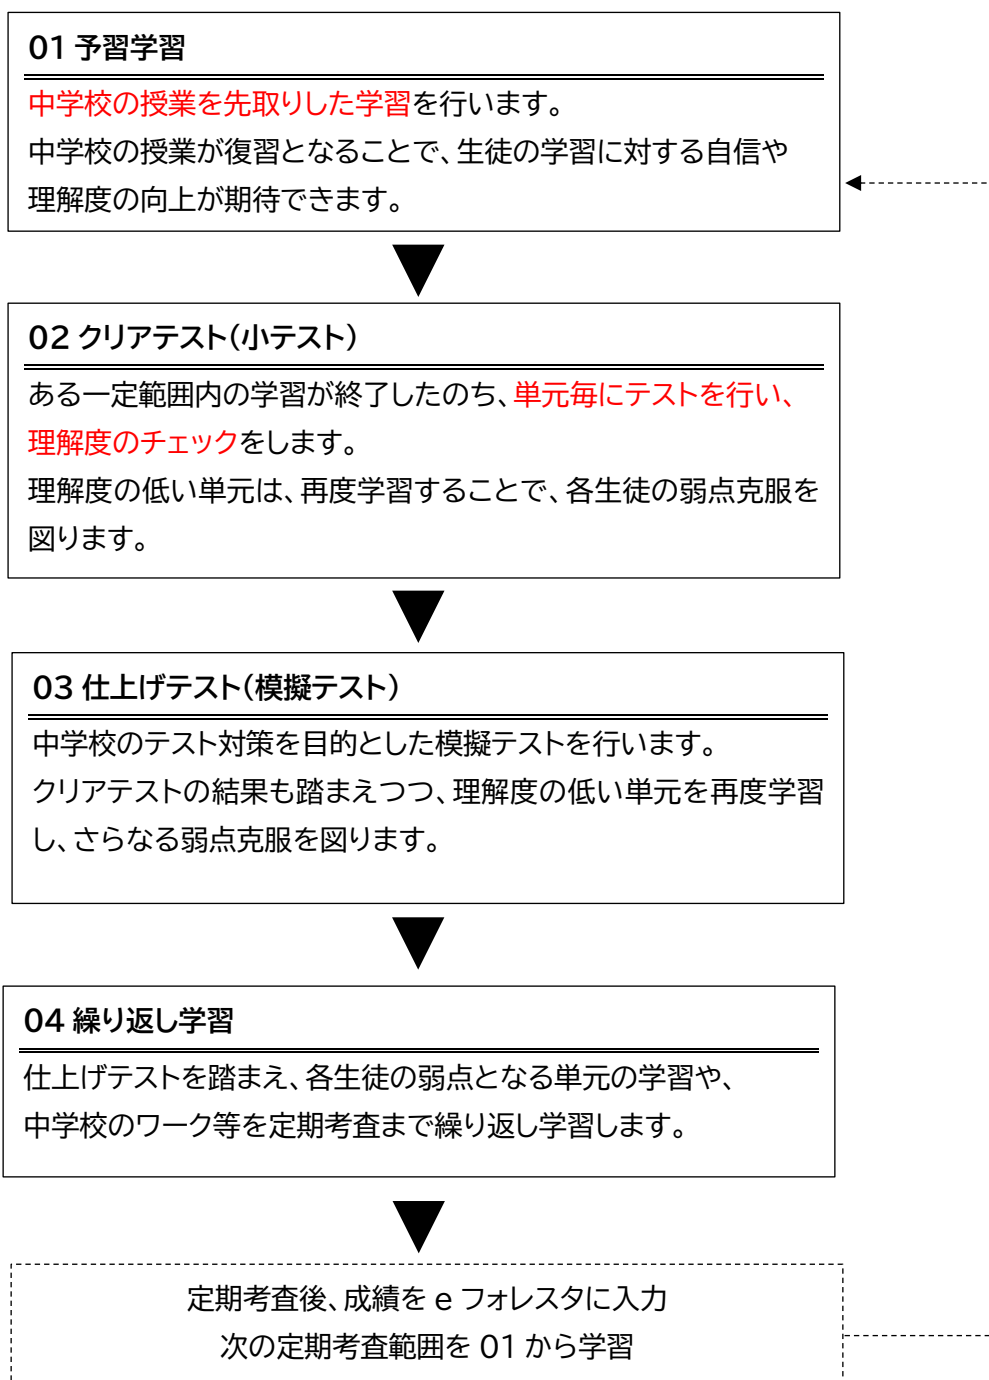 01 予習学習
中学校の授業を先取りした学習を行います。
中学校の授業が復習となることで、生徒の学習に対する自信や
理解度の向上が期待できます。
02 クリアテスト（小テスト）
ある一定範囲内の学習が終了したのち、単元毎にテストを行い、
理解度のチェックをします。
理解度の低い単元は、再度学習することで、各生徒の弱点克服を
図ります。
03 仕上げテスト（模擬テスト）
中学校のテスト対策を目的とした模擬テストを行います。
クリアテストの結果も踏まえつつ、理解度の低い単元を再度学習
し、さらなる弱点克服を図ります。
04 繰り返し学習
仕上げテストを踏まえ、各生徒の弱点となる単元の学習や、
中学校のワーク等を定期考査まで繰り返し学習します。
定期考査後、成績を e フォレスタに入力
次の定期考査範囲を 01 から学習